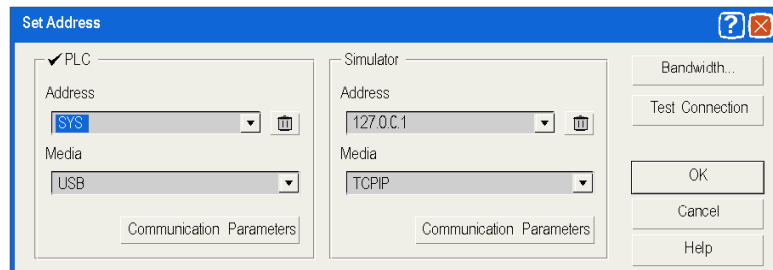 Set Address
✓PLC
Address
SYS
Media
USB
Communication Parameters
Simulator
Address
127.0.C.1
Media
TCPIP
Communication Parameters
Bandwidth...
Test Connection
OK
Cancel
Help